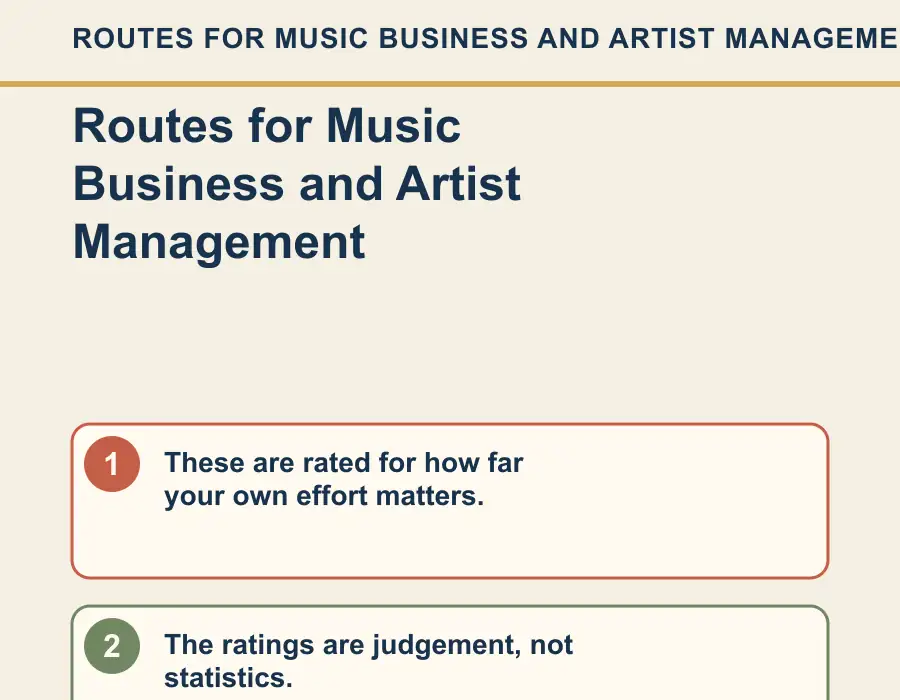 ROUTES FOR MUSIC BUSINESS AND ARTIST MANAGEME
Routes for Music
Business and Artist
Management
1
These are rated for how far
your own effort matters.
2
The ratings are judgement, not
statistics.